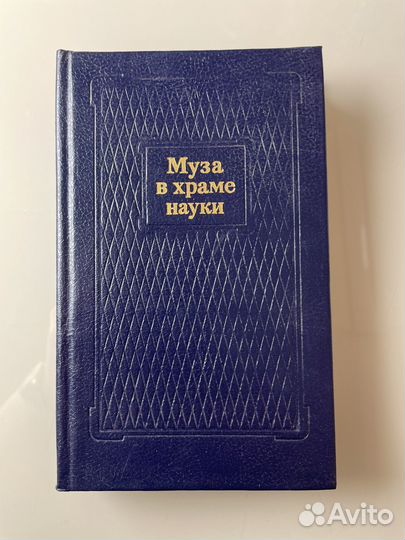 Муза
в храме
науки
Avito